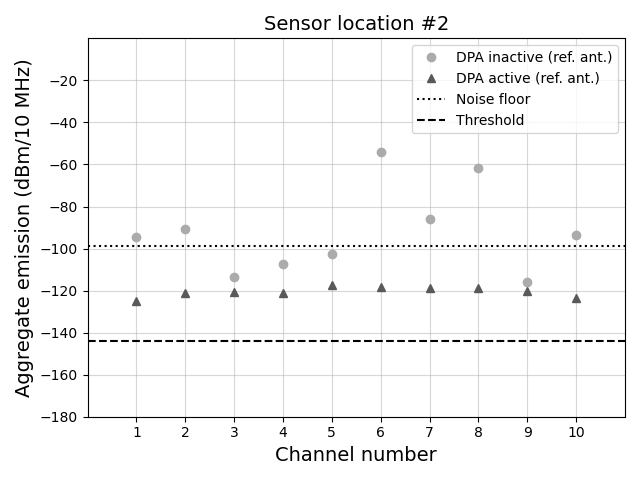 Sensor location #2
DPA inactive (ref. ant.)
DPA active (ref. ant.)
Noise floor
Threshold
Aggregate emission (dBm/10 MHz)
−20
−40
−60
−80
−100
−120
−140
−160
−180
1 2 3 4 5 6 7 8 9 10
Channel number